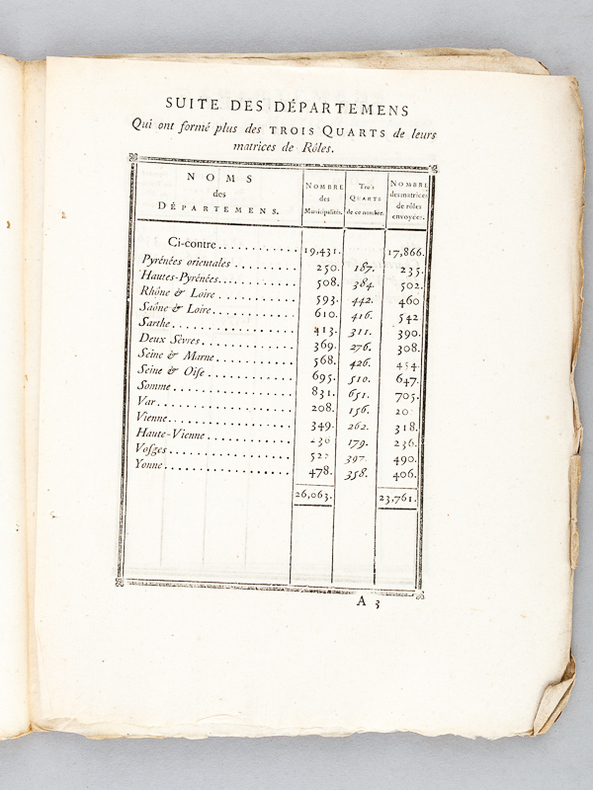 SUITE DES DÉPARTEMENS
Qui ont formé plus des TROIS QUARTS de leurs
matrices de Rôles.
NOMS
des
DÉPARTEMENS.
NOMBRE
des
Municipalités.
Trois
QUARTS
de ce nombre.
NOMBRE
des matrices
de rôles
envoyées.
Ci-contre 19,431. 17,866.
Pyrénées orientales 250. 187. 235.
Hautes-Pyrénées 508. 384. 502.
Rhône & Loire 593. 442. 460
Saône & Loire 610. 416. 542
Sarthe 413. 311. 390.
Deux Sèvres 369. 276. 308.
Seine & Marne 568. 426.
Seine & Oise 695. 510. 647.
Somme 831. 651. 705.
Var 208. 156.
Vienne 349. 262. 318.
Haute-Vienne 179. 236.
Vosges 397. 490.
Yonne 478. 358. 406.
26,063. 23,761.
A 3